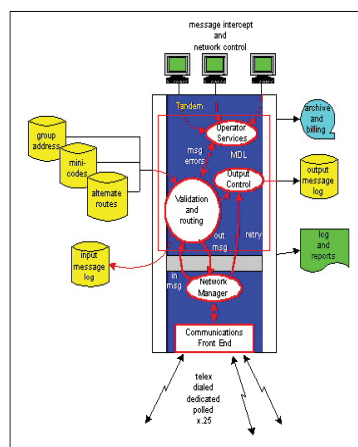 message intercept
and
network control
Tandem
Operator
Services
MDL
msg
errors
Output
Control
Validation
and
routing
out
msg
retry
in
msg
Network
Manager
Communications
Front End
group
address
mini-
codes
alternate
routes
input
message
log
archive
and
billing
output
message
log
log
and
reports
telex
dialed
dedicated
polled
x.25